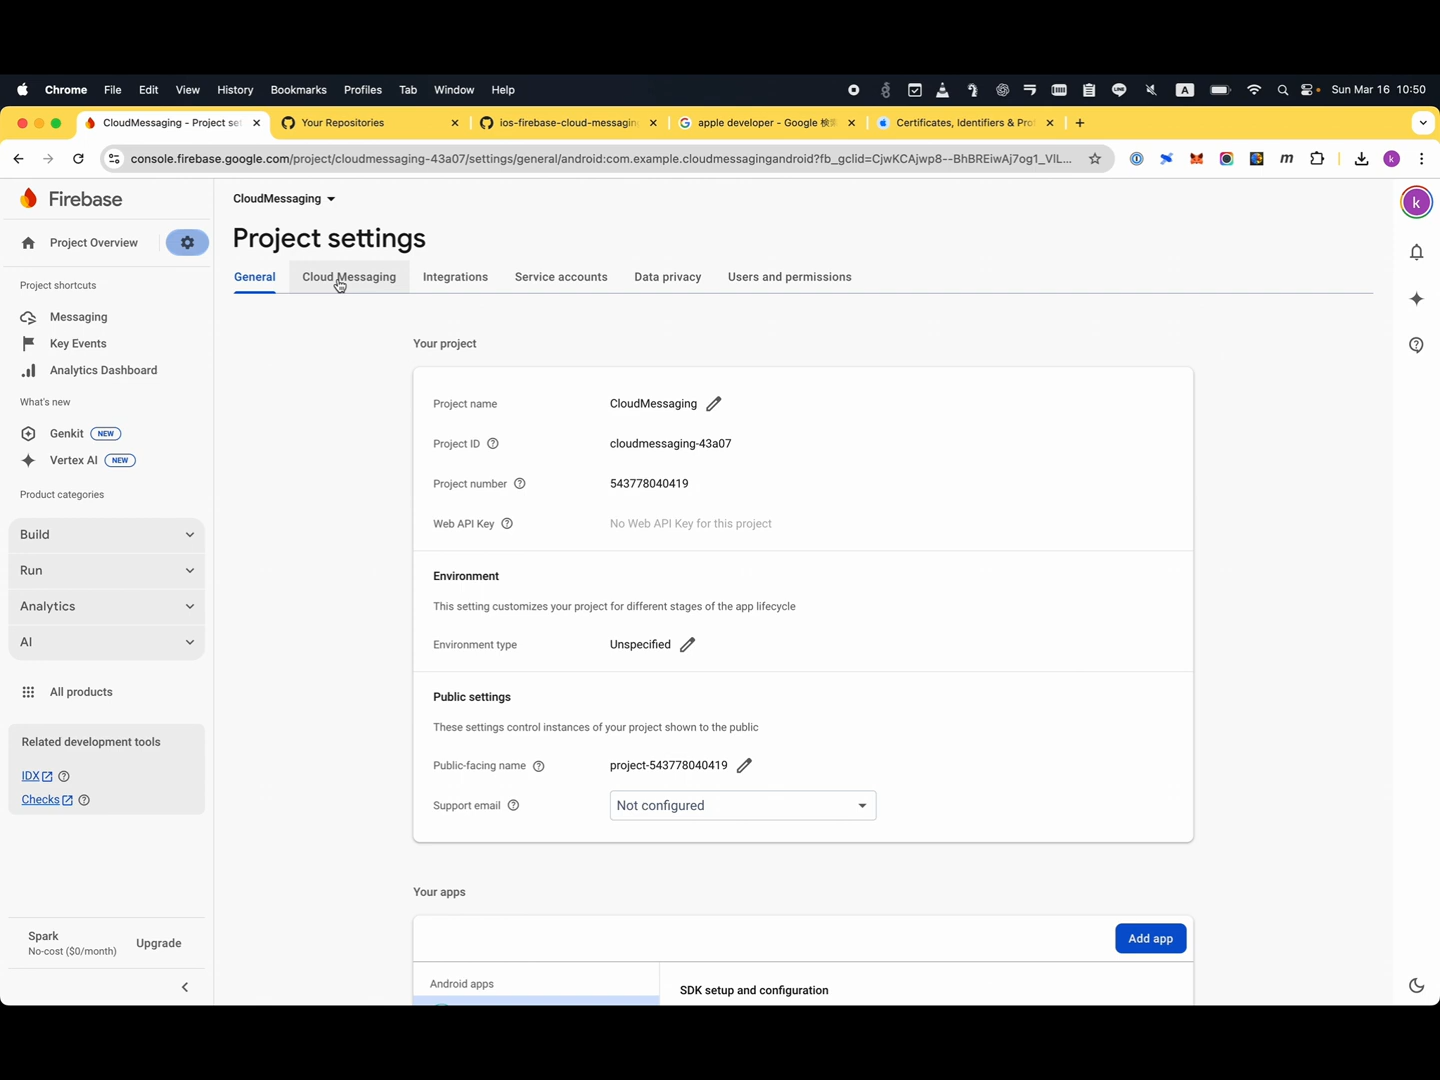 Chrome File Edit View History Bookmarks Profiles Tab Window Help A Sun Mar 16 10:50
CloudMessaging - Project set Your Repositories ios-firebase-cloud-messaging apple developer - Google 検索 Certificates, Identifiers & Prof
console.firebase.google.com/project/cloudmessaging-43a07/settings/general/android:com.example.cloudmessagingandroid?fb_gclid=CjwKCAjwp8--BhBREiwAj7og1_VlL... m k
Firebase
CloudMessaging
k
Project Overview
Project settings
General Cloud Messaging Integrations Service accounts Data privacy Users and permissions
Project shortcuts
Messaging
Key Events
Analytics Dashboard
What's new
Genkit NEW
Vertex AI NEW
Product categories
Build
Run
Analytics
AI
All products
Related development tools
IDX
Checks
Spark
No-cost ($0/month)
Upgrade
Your project
Project name CloudMessaging
Project ID cloudmessaging-43a07
Project number 543778040419
Web API Key No Web API Key for this project
Environment
This setting customizes your project for different stages of the app lifecycle
Environment type Unspecified
Public settings
These settings control instances of your project shown to the public
Public-facing name project-543778040419
Support email Not configured
Your apps
Add app
Android apps
SDK setup and configuration